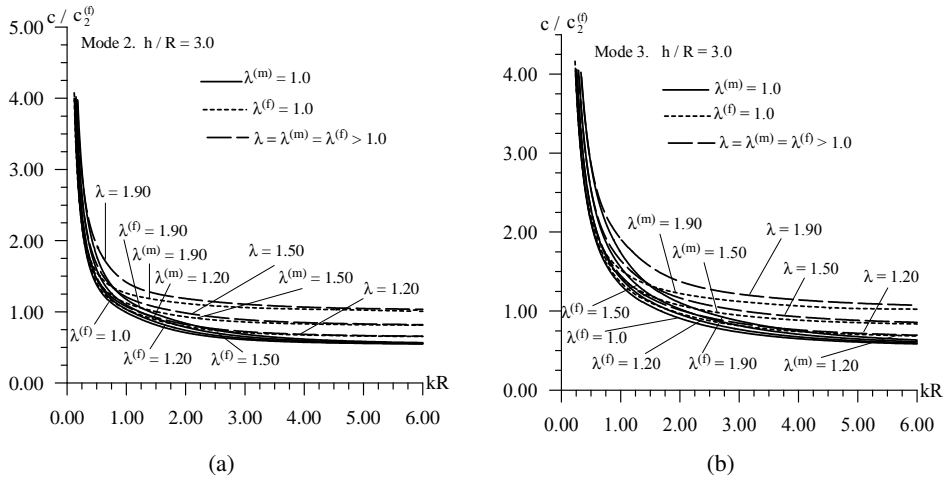 c / c₂⁽ᶠ⁾
5.00
Mode 2. h / R = 3.0
λ⁽ᵐ⁾ = 1.0
4.00
λ⁽ᶠ⁾ = 1.0
λ = λ⁽ᵐ⁾ = λ⁽ᶠ⁾ > 1.0
3.00
λ = 1.90
λ⁽ᶠ⁾ = 1.90
2.00
λ⁽ᵐ⁾ = 1.90
λ = 1.50
λ⁽ᵐ⁾ = 1.20
λ⁽ᵐ⁾ = 1.50
λ = 1.20
1.00
λ⁽ᶠ⁾ = 1.0
λ⁽ᶠ⁾ = 1.20
λ⁽ᶠ⁾ = 1.50
0.00
kR
0.00 1.00 2.00 3.00 4.00 5.00 6.00
(a)
c / c₂⁽ᶠ⁾
Mode 3. h / R = 3.0
4.00
λ⁽ᵐ⁾ = 1.0
λ⁽ᶠ⁾ = 1.0
λ = λ⁽ᵐ⁾ = λ⁽ᶠ⁾ > 1.0
3.00
λ⁽ᵐ⁾ = 1.90
2.00
λ = 1.90
λ⁽ᵐ⁾ = 1.50
λ = 1.50
λ = 1.20
1.00
λ⁽ᶠ⁾ = 1.50
λ⁽ᶠ⁾ = 1.0
λ⁽ᶠ⁾ = 1.20
λ⁽ᶠ⁾ = 1.90
λ⁽ᵐ⁾ = 1.20
0.00
kR
0.00 1.00 2.00 3.00 4.00 5.00 6.00
(b)